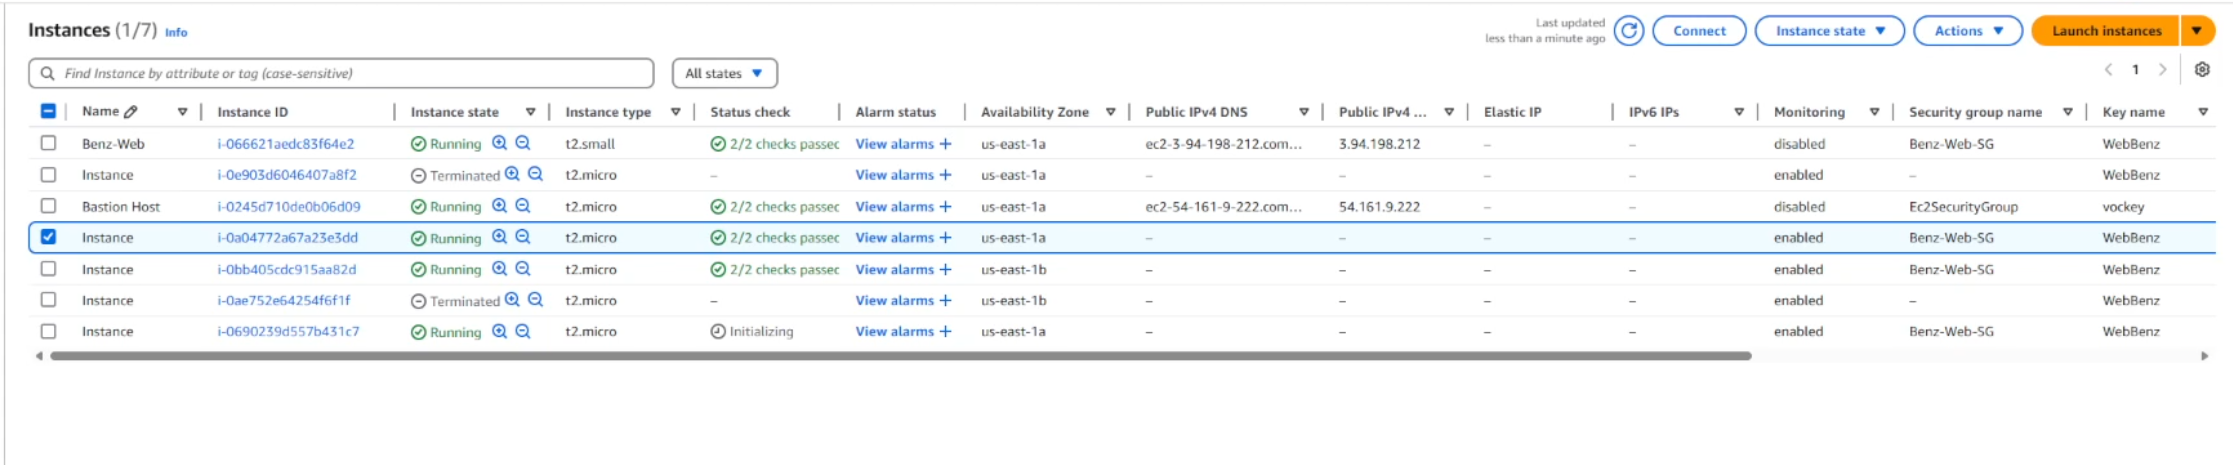 Instances (1/7) Info
Last updated
less than a minute ago
Connect
Instance state
Actions
Launch instances
Find Instance by attribute or tag (case-sensitive)
All states
1
Name Instance ID Instance state Instance type Status check Alarm status Availability Zone Public IPv4 DNS Public IPv4 ... Elastic IP IPv6 IPs Monitoring Security group name Key name
Benz-Web i-066621aedc83f64e2 Running t2.small 2/2 checks passec View alarms + us-east-1a ec2-3-94-198-212.com... 3.94.198.212 – – disabled Benz-Web-SG WebBenz
Instance i-0e903d6046407a8f2 Terminated t2.micro – View alarms + us-east-1a – – – – enabled – WebBenz
Bastion Host i-0245d710de0b06d09 Running t2.micro 2/2 checks passec View alarms + us-east-1a ec2-54-161-9-222.com... 54.161.9.222 – – disabled Ec2SecurityGroup vockey
Instance i-0a04772a67a23e3dd Running t2.micro 2/2 checks passec View alarms + us-east-1a – – – – enabled Benz-Web-SG WebBenz
Instance i-0bb405cdc915aa82d Running t2.micro 2/2 checks passec View alarms + us-east-1b – – – – enabled Benz-Web-SG WebBenz
Instance i-0ae752e64254f6f1f Terminated t2.micro – View alarms + us-east-1b – – – – enabled – WebBenz
Instance i-0690239d557b431c7 Running t2.micro Initializing View alarms + us-east-1a – – – – enabled Benz-Web-SG WebBenz